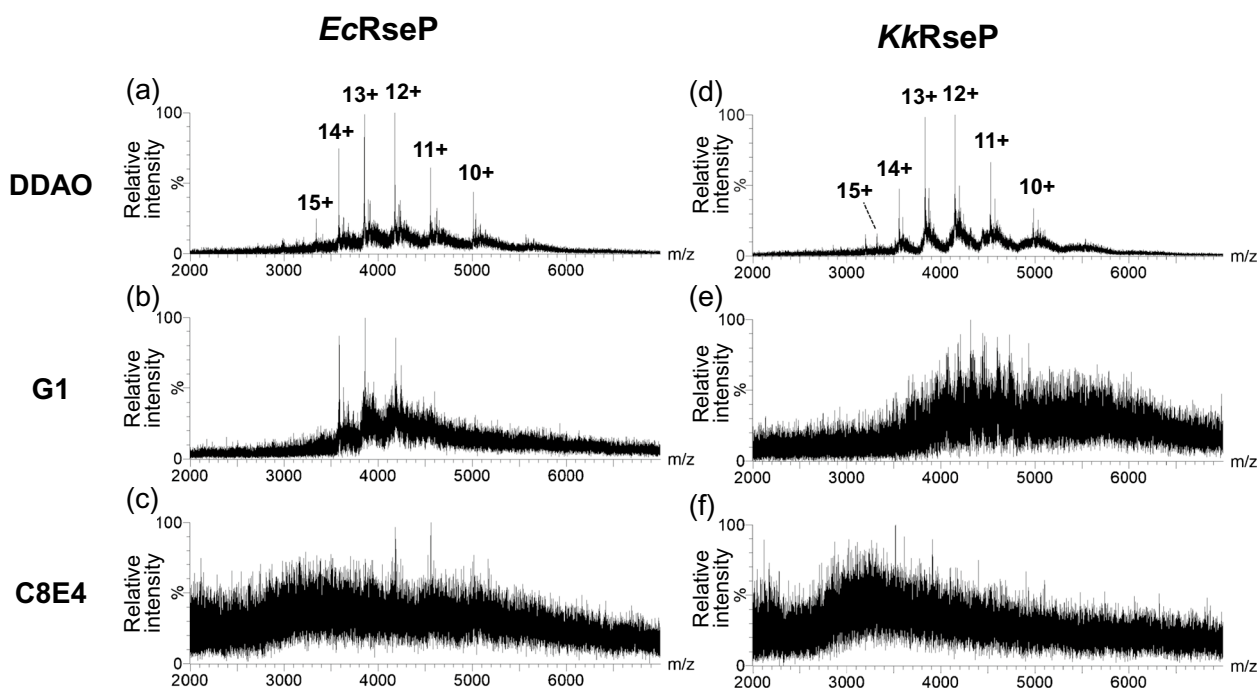 EcRseP
KkRseP
DDAO
(a)
Relative
intensity
%
100
0
15+
14+
13+
12+
11+
10+
2000 3000 4000 5000 6000 m/z
(d)
Relative
intensity
%
100
0
15+
14+
13+
12+
11+
10+
2000 3000 4000 5000 6000 m/z
G1
(b)
Relative
intensity
%
100
0
2000 3000 4000 5000 6000 m/z
(e)
Relative
intensity
%
100
0
2000 3000 4000 5000 6000 m/z
C8E4
(c)
Relative
intensity
%
100
0
2000 3000 4000 5000 6000 m/z
(f)
Relative
intensity
%
100
0
2000 3000 4000 5000 6000 m/z